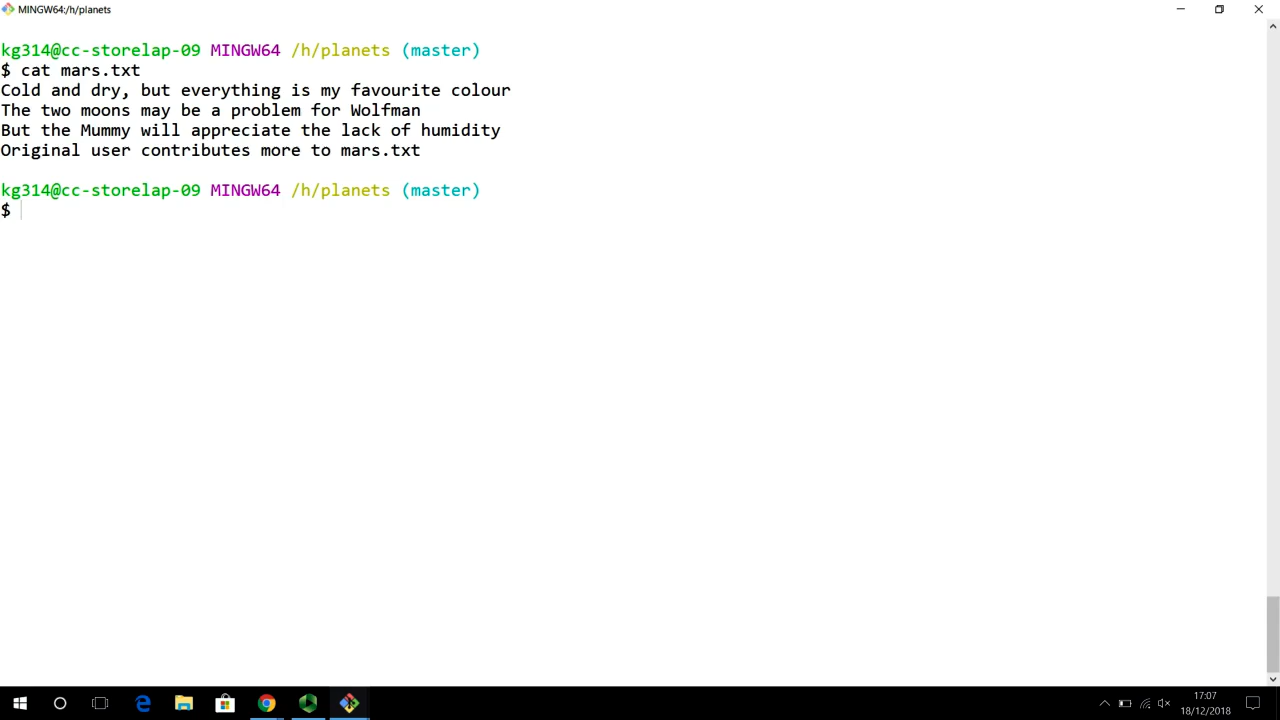 MINGW64:/h/planets
kg314@cc-storelap-09 MINGW64 /h/planets (master)
$ cat mars.txt
Cold and dry, but everything is my favourite colour
The two moons may be a problem for Wolfman
But the Mummy will appreciate the lack of humidity
Original user contributes more to mars.txt
kg314@cc-storelap-09 MINGW64 /h/planets (master)
$
17:07
18/12/2018